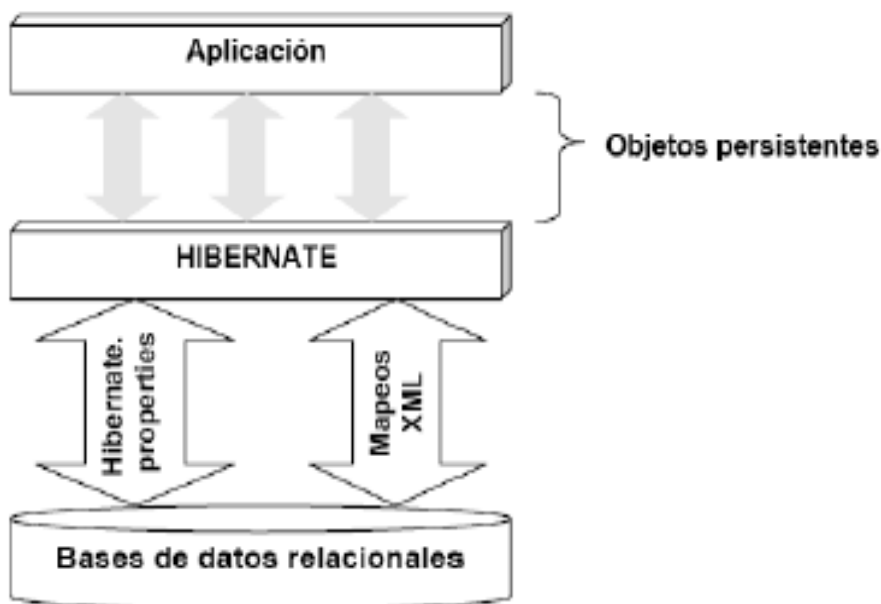 Aplicación
Objetos persistentes
HIBERNATE
Hibernate.
properties
Mapeos
XML
Bases de datos relacionales